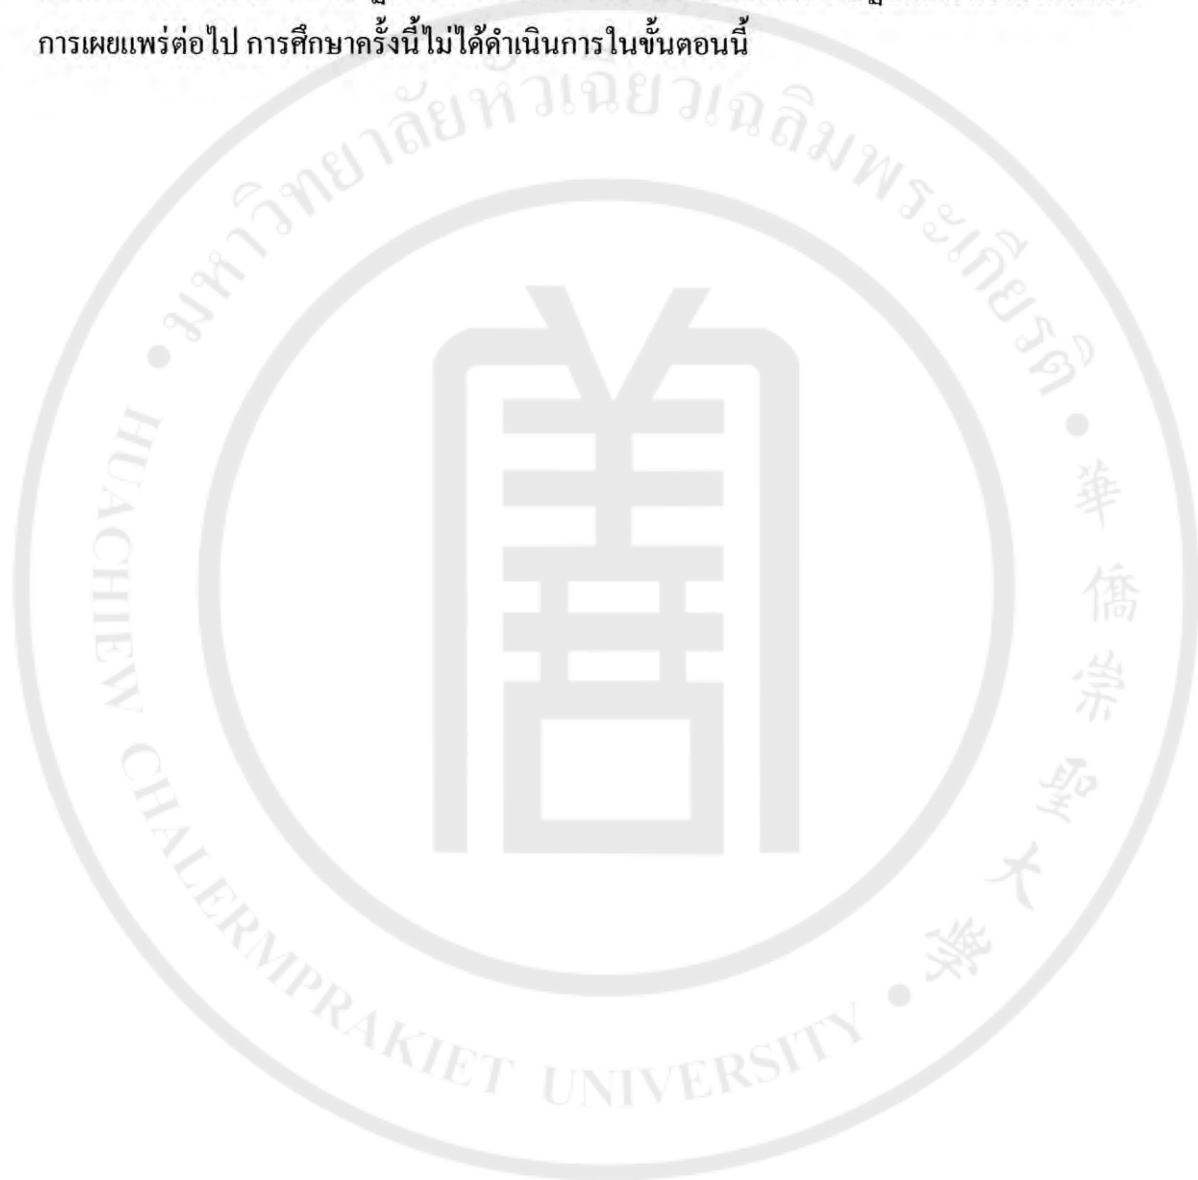 การเผยแพร่ต่อไป การศึกษาครั้งนี้ไม่ได้ดำเนินการในขั้นตอนนี้
มหาวิทยาลัยหัวเฉียวเฉลิมพระเกียรติ
華僑崇聖大學
HUACHIEW CHALERMPRAKIET UNIVERSITY